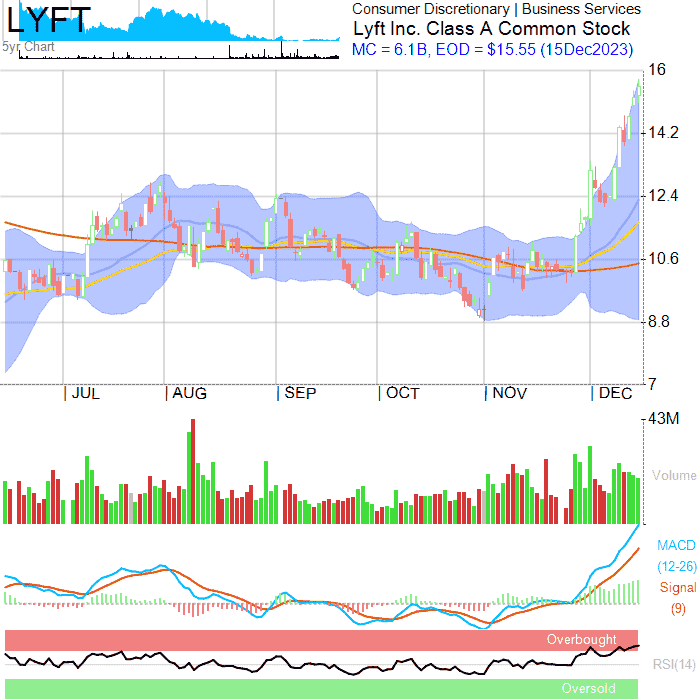 LYFT
5yr Chart
Consumer Discretionary | Business Services
Lyft Inc. Class A Common Stock
MC = 6.1B, EOD = $15.55 (15Dec2023)
16
14.2
12.4
10.6
8.8
7
| JUL | AUG | SEP | OCT | NOV | DEC
43M
Volume
MACD
(12-26)
Signal
(9)
Overbought
RSI(14)
Oversold